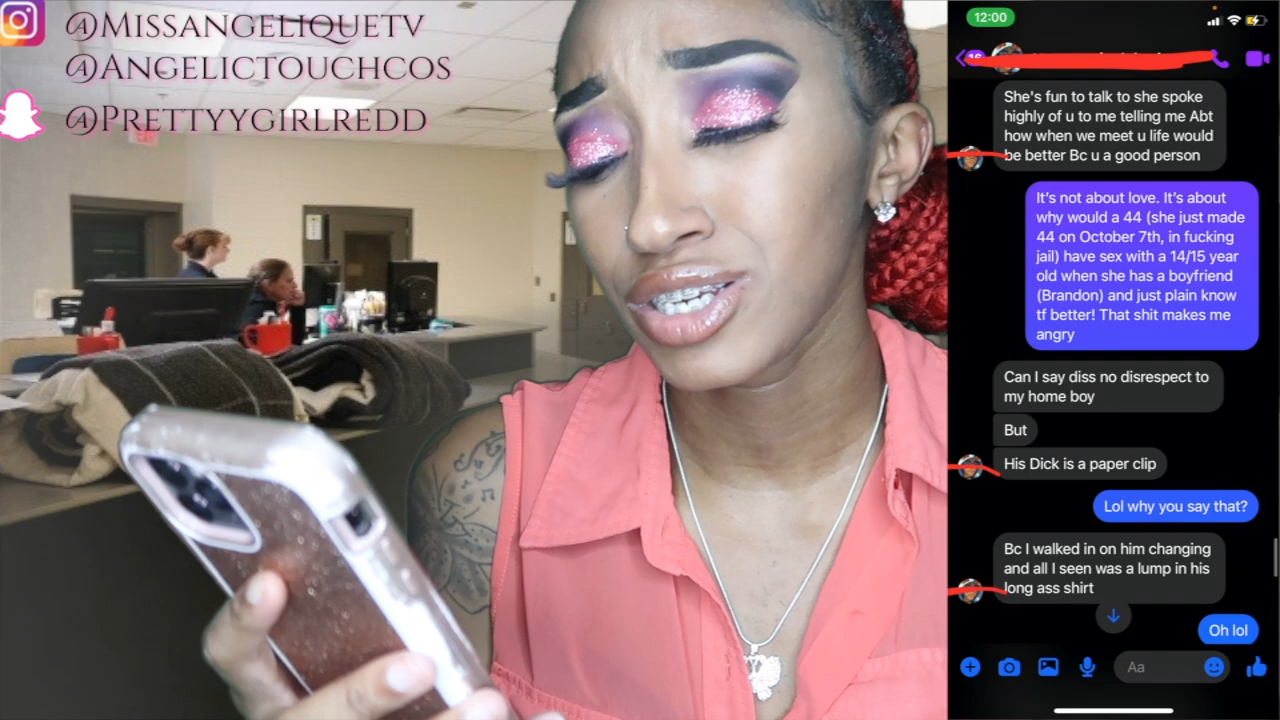 @MissangeliqueTV
@Angelictouchcos
@Prettyygirlredd
12:00
16
She's fun to talk to she spoke
highly of u to me telling me Abt
how when we meet u life would
be better Bc u a good person
It's not about love. It's about
why would a 44 (she just made
44 on October 7th, in fucking
jail) have sex with a 14/15 year
old when she has a boyfriend
(Brandon) and just plain know
tf better! That shit makes me
angry
Can I say diss no disrespect to
my home boy
But
His Dick is a paper clip
Lol why you say that?
Bc I walked in on him changing
and all I seen was a lump in his
long ass shirt
Oh lol
Aa